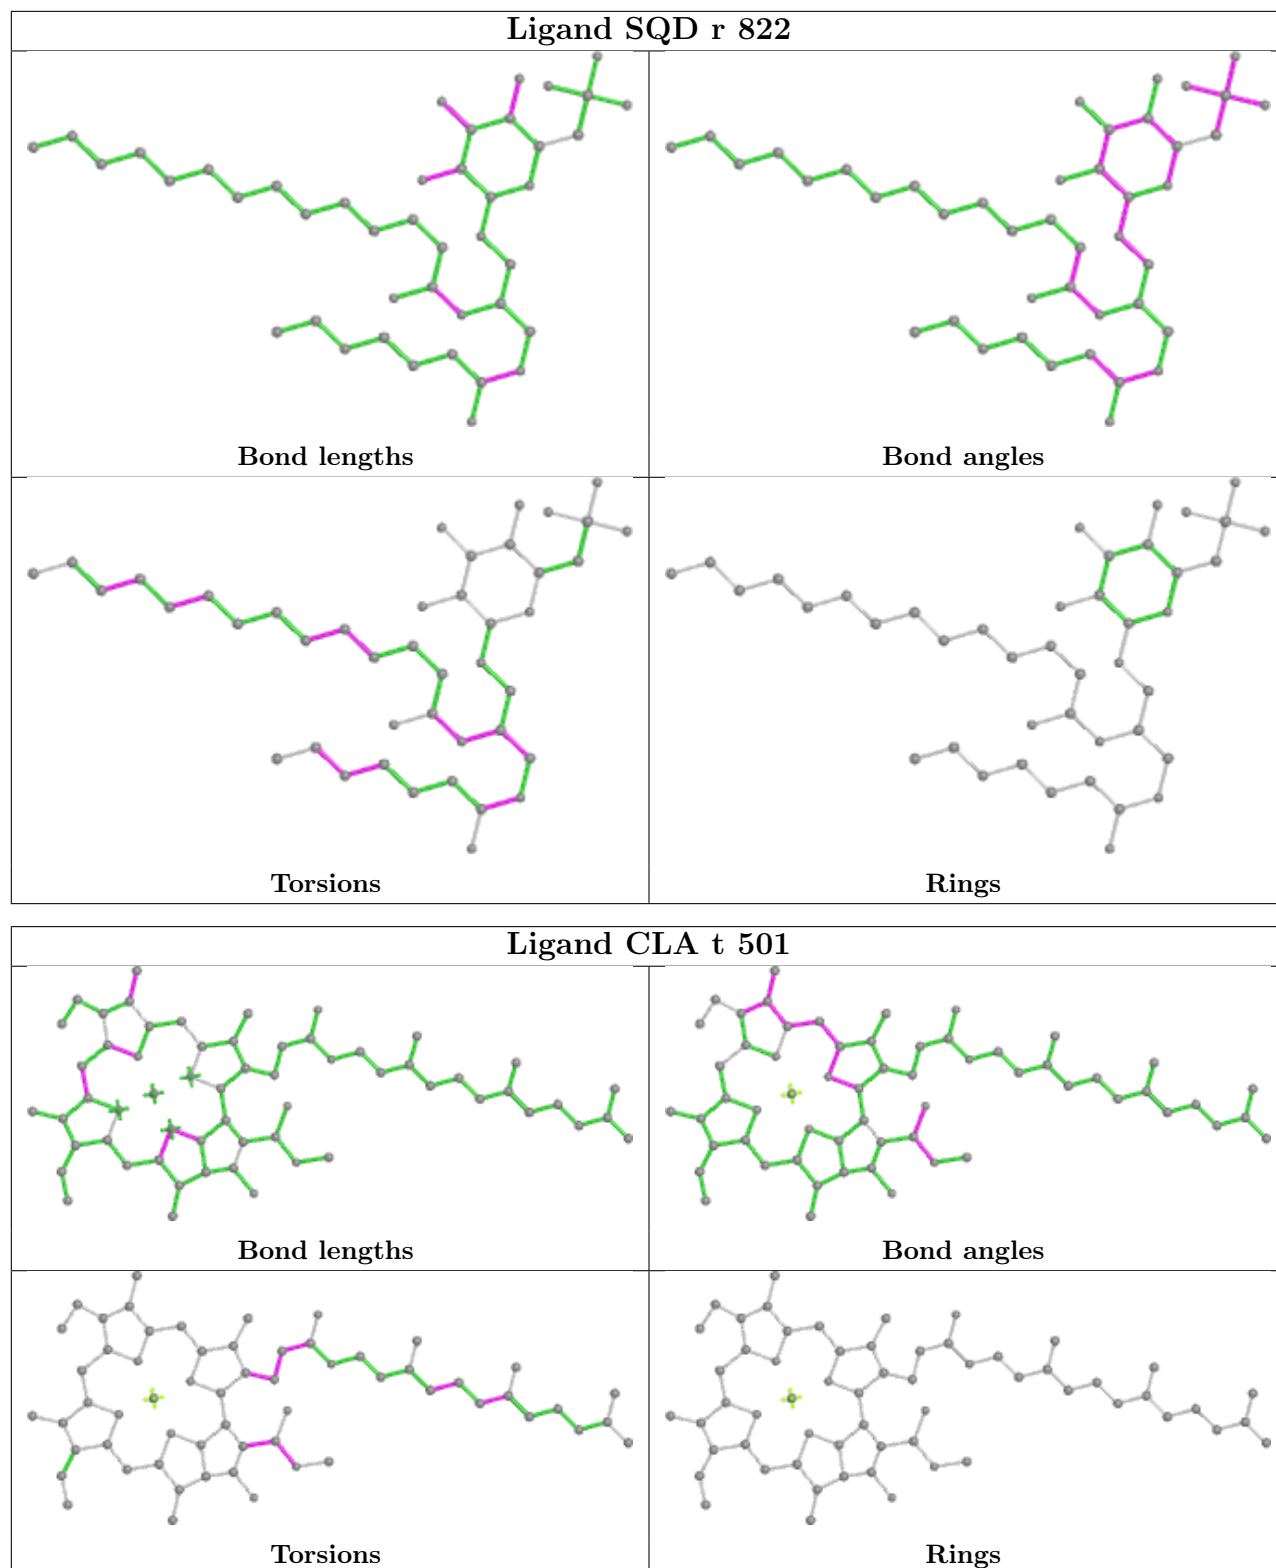 Ligand SQD r 822
Bond lengths
Bond angles
Torsions
Rings
Ligand CLA t 501
Bond lengths
Bond angles
Torsions
Rings